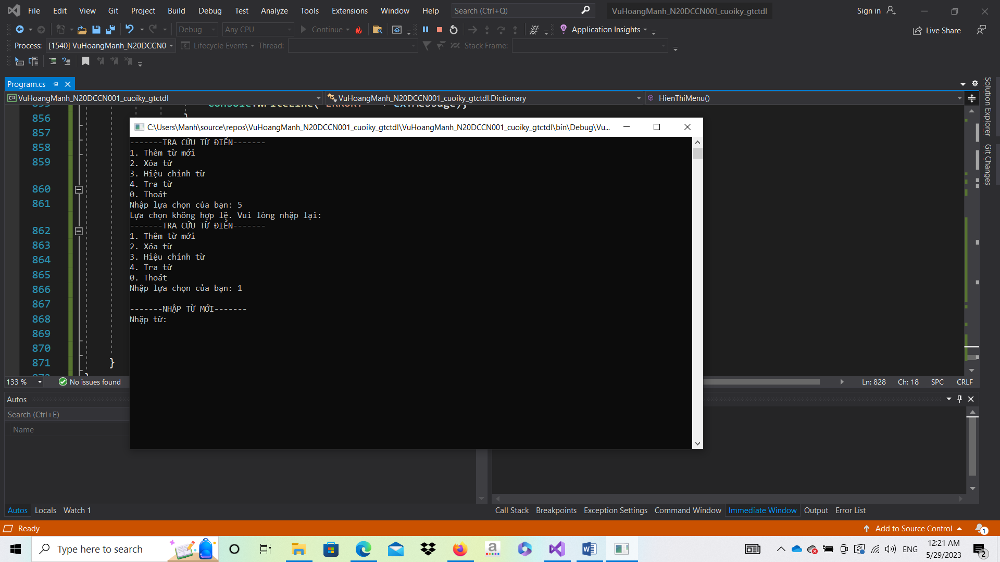 File Edit View Git Project Build Debug Test Analyze Tools Extensions Window Help Search (Ctrl+Q) VuHoangManh_N20DCCN001_cuoiky_gtctdl Sign in
Debug Any CPU Continue Application Insights Live Share
Process: [1540] VuHoangManh_N20DCCN0 Lifecycle Events Thread: Stack Frame:
Program.cs
C# VuHoangManh_N20DCCN001_cuoiky_gtctdl VuHoangManh_N20DCCN001_cuoiky_gtctdl.Dictionary HienThiMenu()
Solution Explorer
Git Changes
856
857
858
859
860
861
862
863
864
865
866
867
868
869
870
871 }
C:\Users\Manh\source\repos\VuHoangManh_N20DCCN001_cuoiky_gtctdl\VuHoangManh_N20DCCN001_cuoiky_gtctdl\bin\Debug\Vu...
-------TRA CỨU TỪ ĐIỂN-------
1. Thêm từ mới
2. Xóa từ
3. Hiệu chỉnh từ
4. Tra từ
0. Thoát
Nhập lựa chọn của bạn: 5
Lựa chọn không hợp lệ. Vui lòng nhập lại:
-------TRA CỨU TỪ ĐIỂN-------
1. Thêm từ mới
2. Xóa từ
3. Hiệu chỉnh từ
4. Tra từ
0. Thoát
Nhập lựa chọn của bạn: 1
-------NHẬP TỪ MỚI-------
Nhập từ:
133 % No issues found Ln: 828 Ch: 18 SPC CRLF
Autos
Search (Ctrl+E)
Name
Autos Locals Watch 1 Call Stack Breakpoints Exception Settings Command Window Immediate Window Output Error List
Ready Add to Source Control 1
Type here to search ENG 12:21 AM
5/29/2023 2